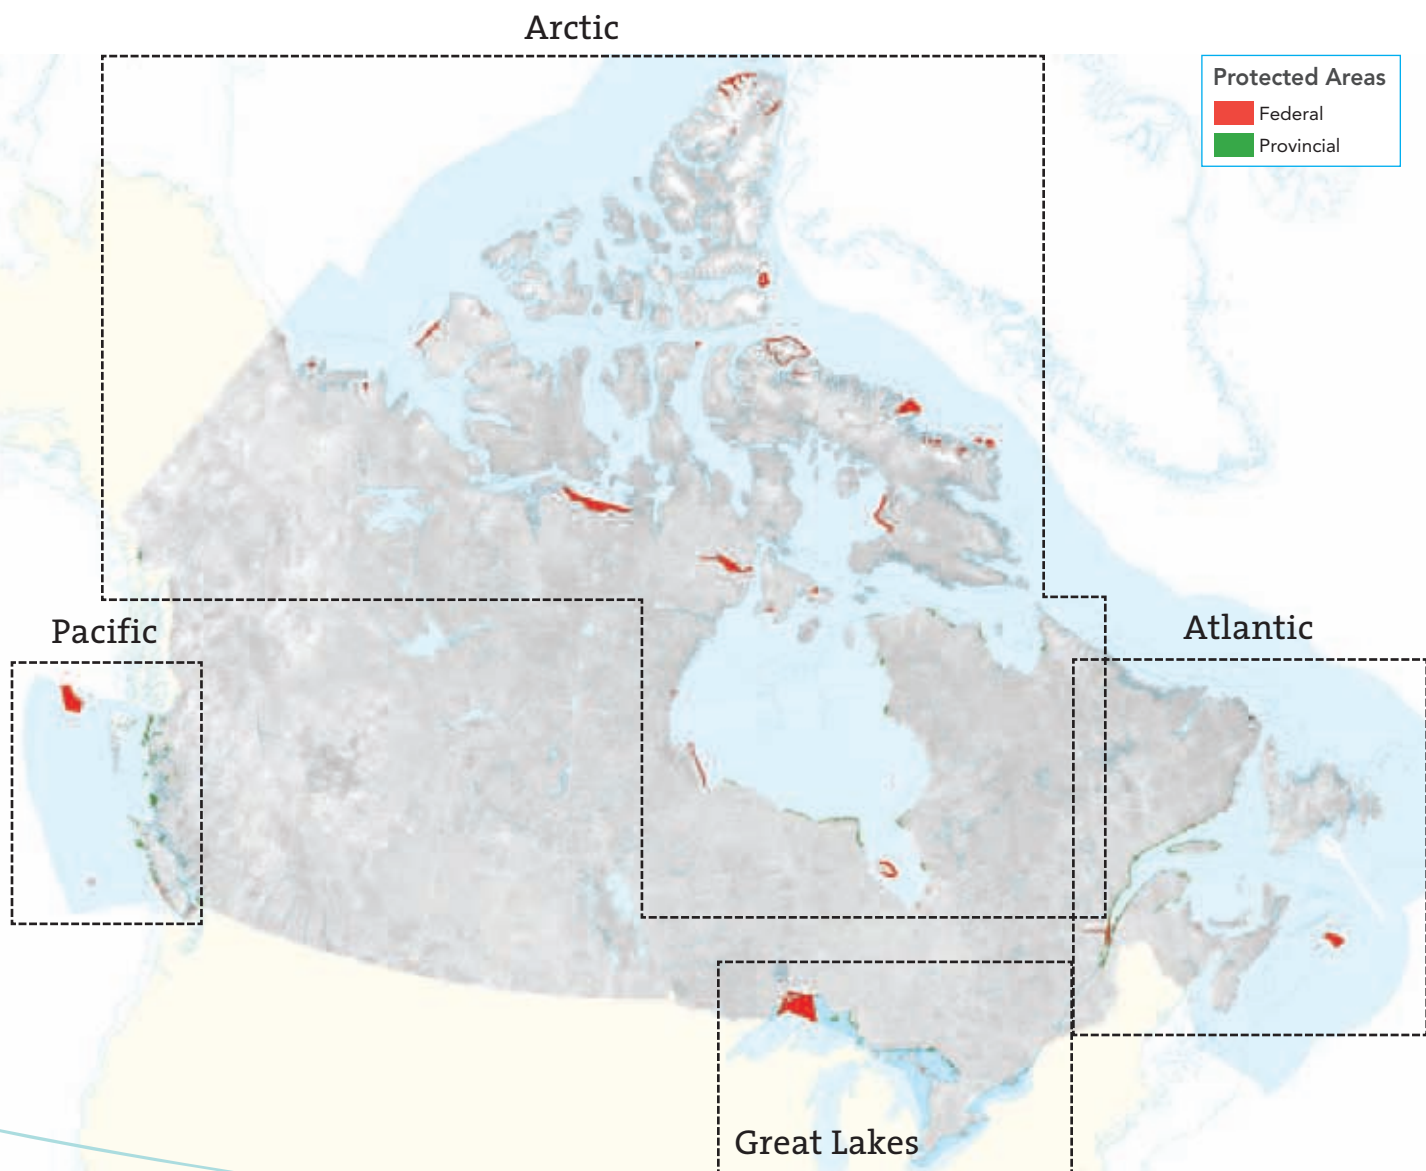 Arctic
Protected Areas
Federal
Provincial
Pacific
Atlantic
Great Lakes